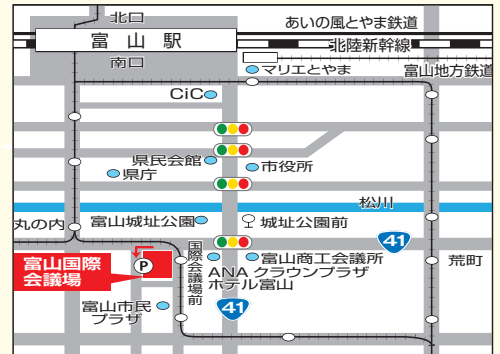 北口
あいの風とやま鉄道
富山駅
北陸新幹線
南口
マリエとやま
富山地方鉄道
CiC
県民会館
市役所
県庁
松川
丸の内
富山城址公園
城址公園前
41
富山国際
会議場
P
国際会議場前
富山商工会議所
ANA クラウンプラザ
ホテル富山
荒町
富山市民
プラザ
41